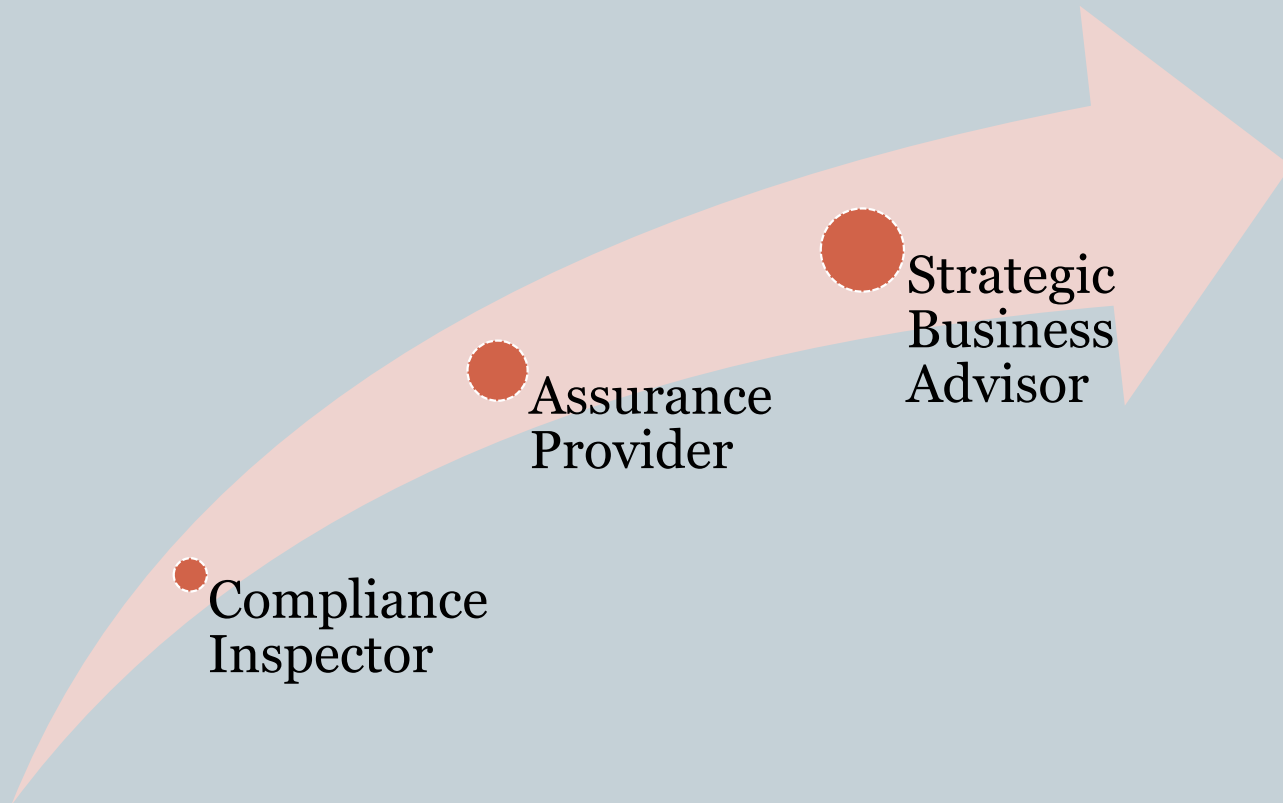 Strategic
Business
Advisor
Assurance
Provider
Compliance
Inspector